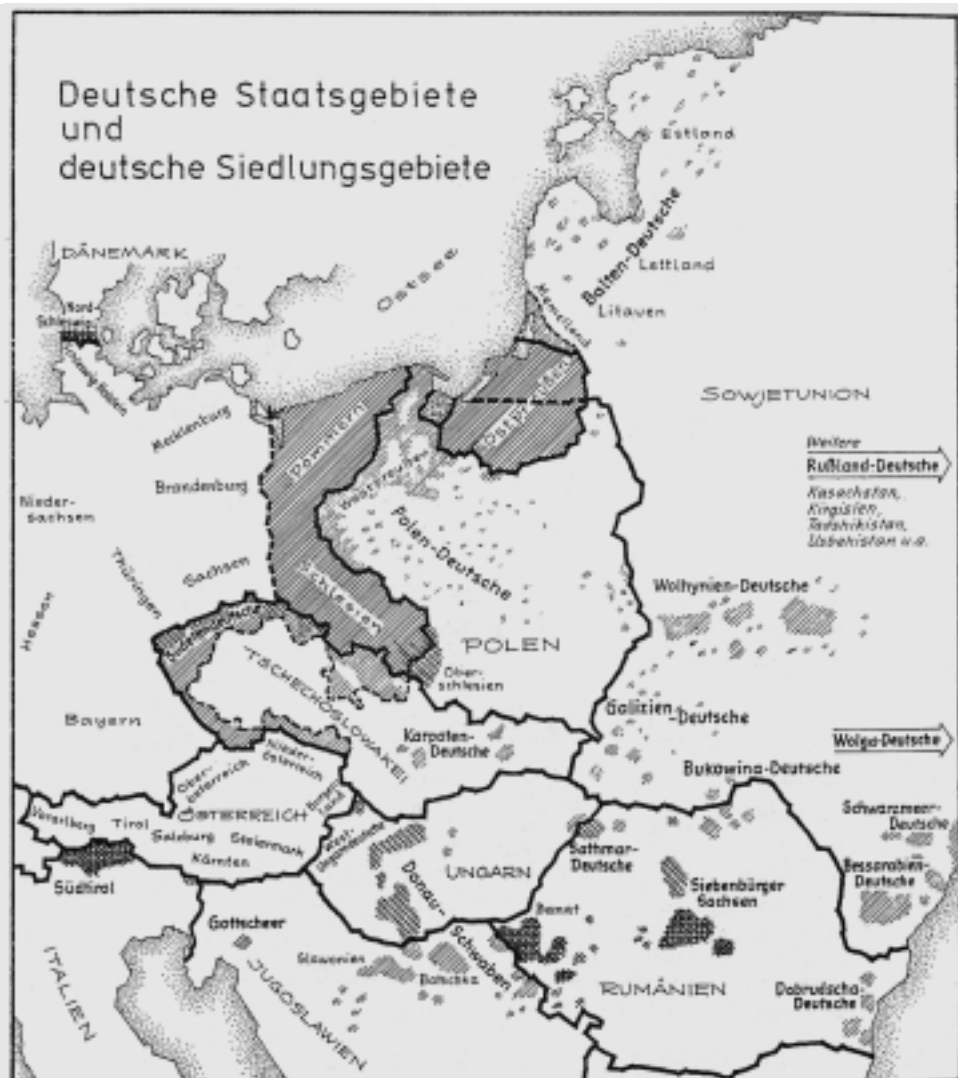 Deutsche Staatsgebiete
und
deutsche Siedlungsgebiete
Estland
DÄNEMARK
Ostsee
Balten-Deutsche
Lettland
Nord-
Schleswig
Memelland
Litauen
Schleswig-Holstein
SOWJETUNION
Mecklenburg
Pommern
Ostpreußen
Weitere
Rußland-Deutsche
Kasachstan,
Kirgisien,
Tadshikistan,
Usbekistan u.a.
Westpreußen
Brandenburg
Nieder-
sachsen
Polen-Deutsche
Thüringen
Sachsen
Schlesien
Wolhynien-Deutsche
Hessen
Sudetendeutsche
POLEN
TSCHECHOSLOWAKEI
Ober-
schlesien
Bayern
Galizien-Deutsche
Karpaten-
Deutsche
Wolga-Deutsche
Ober-
österreich
Nieder-
österreich
Bukowina-Deutsche
Burgen-
land
ÖSTERREICH
Schwarzmeer-
Deutsche
Vorarlberg
Tirol
Salzburg
Steiermark
Kärnten
West-
Sathmar-
Deutsche
UNGARN
Bessarabien-
Deutsche
Südtirol
Donau-
Schwaben
Siebenbürger
Sachsen
Banat
Gottscheer
Slawonien
Batschka
ITALIEN
JUGOSLAWIEN
RUMÄNIEN
Dobrudscha-
Deutsche